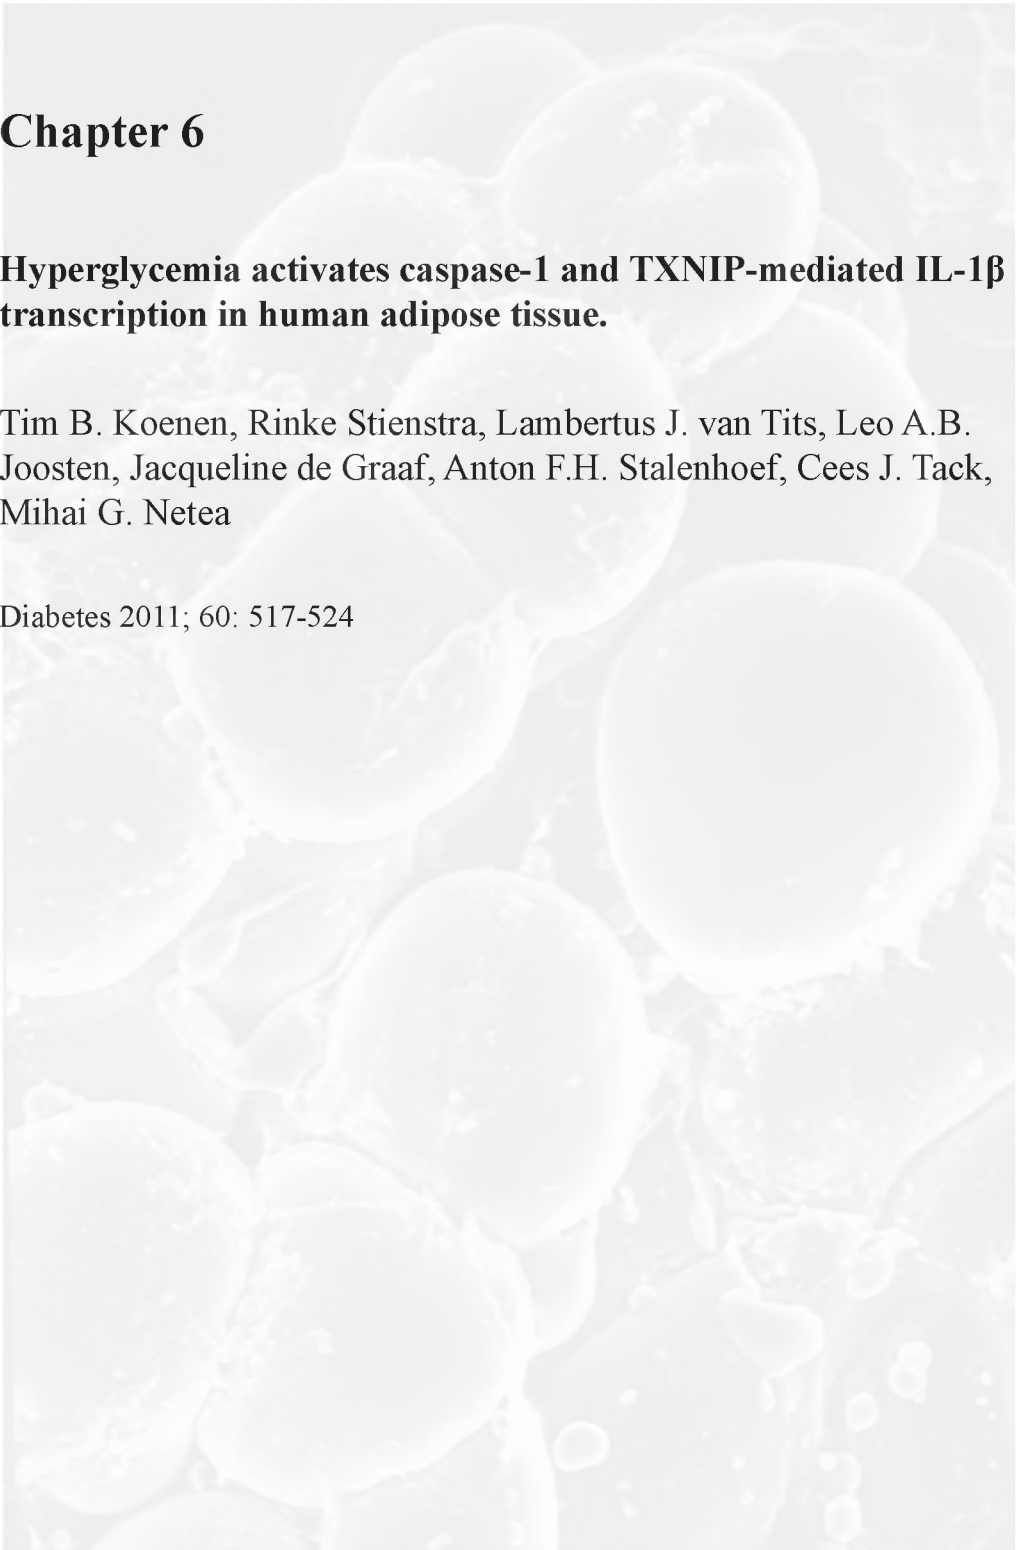 Chapter 6
Hyperglycemia activates caspase-1 and TXNIP-mediated IL-1β
transcription in human adipose tissue.
Tim B. Koenen, Rinke Stienstra, Lambertus J. van Tits, Leo A.B.
Joosten, Jacqueline de Graaf, Anton F.H. Stalenhoef, Cees J. Tack,
Mihai G. Netea
Diabetes 2011; 60: 517-524